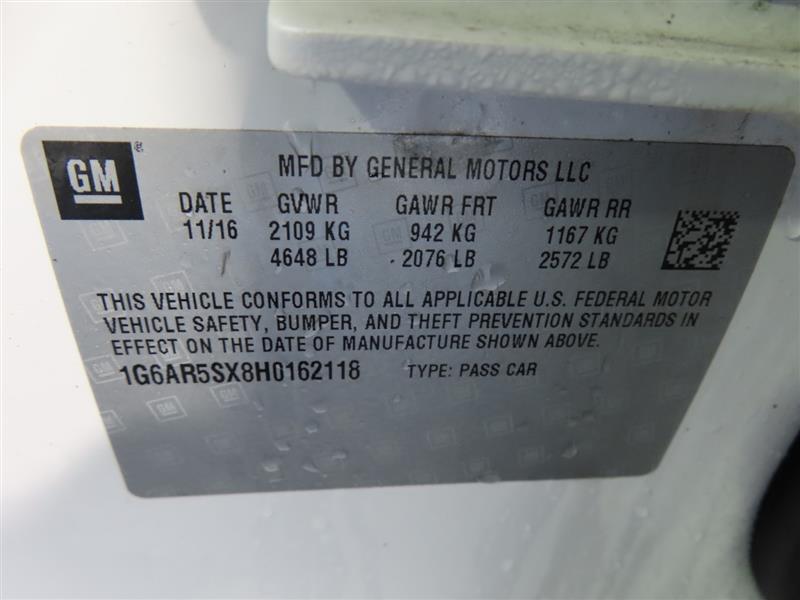 GM
MFD BY GENERAL MOTORS LLC
DATE GVWR GAWR FRT GAWR RR
11/16 2109 KG 942 KG 1167 KG
4648 LB 2076 LB 2572 LB
THIS VEHICLE CONFORMS TO ALL APPLICABLE U.S. FEDERAL MOTOR
VEHICLE SAFETY, BUMPER, AND THEFT PREVENTION STANDARDS IN
EFFECT ON THE DATE OF MANUFACTURE SHOWN ABOVE.
1G6AR5SX8H0162118 TYPE: PASS CAR